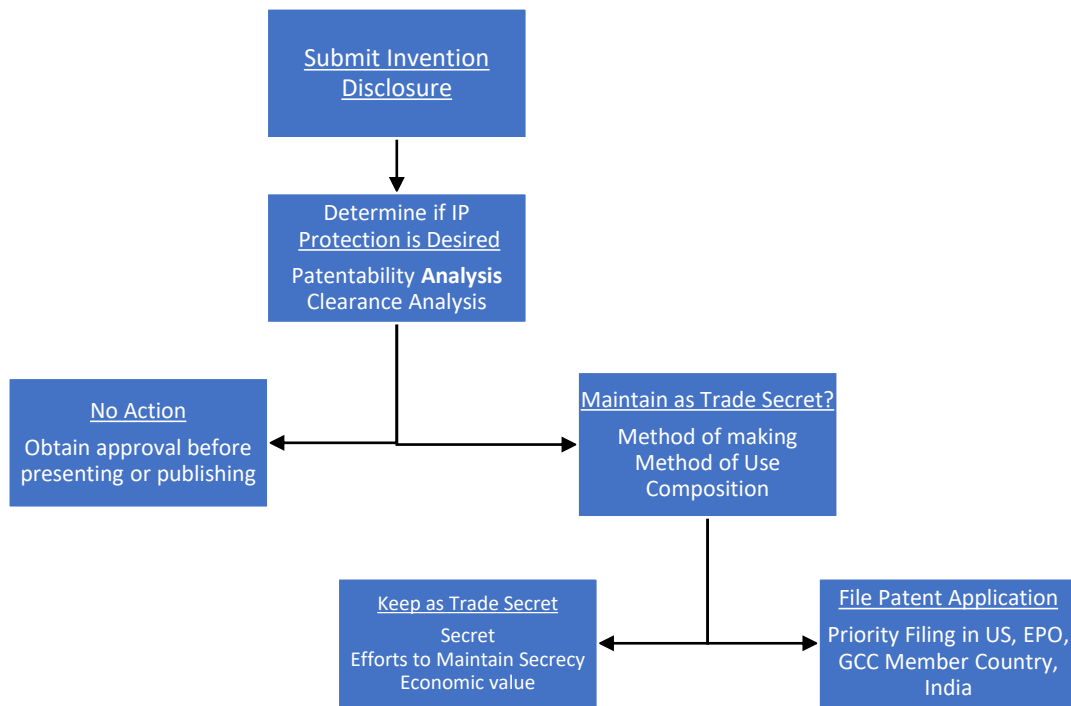 Submit Invention
Disclosure
Determine if IP
Protection is Desired
Patentability Analysis
Clearance Analysis
No Action
Obtain approval before
presenting or publishing
Maintain as Trade Secret?
Method of making
Method of Use
Composition
Keep as Trade Secret
Secret
Efforts to Maintain Secrecy
Economic value
File Patent Application
Priority Filing in US, EPO,
GCC Member Country,
India